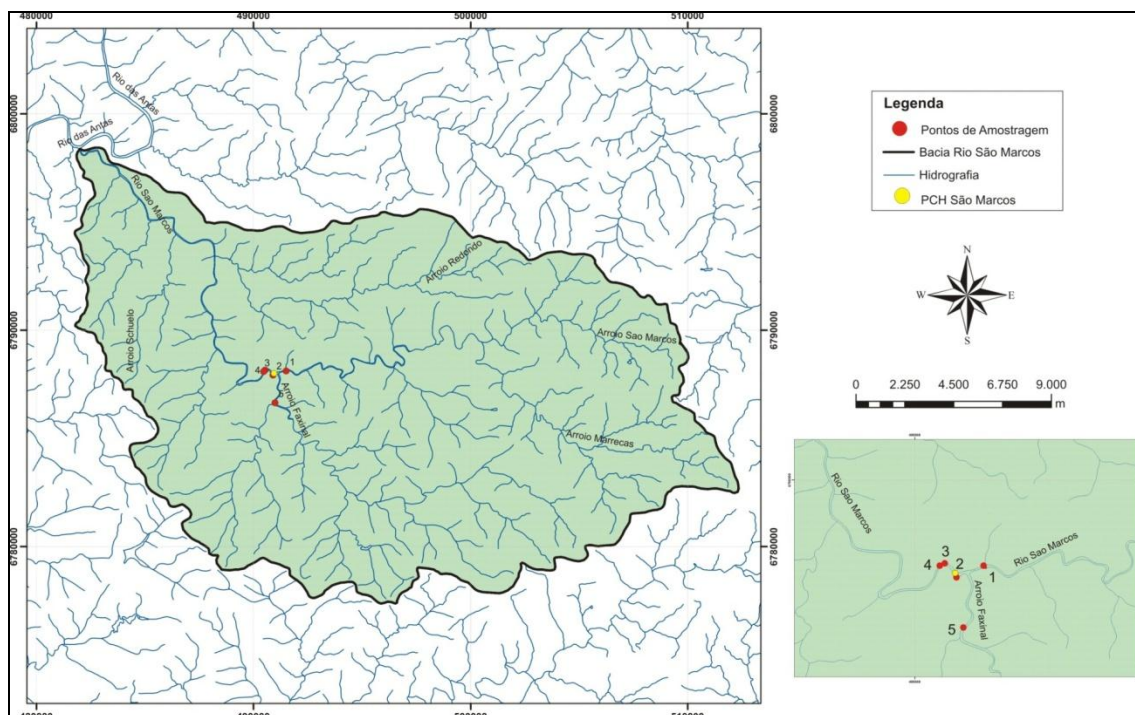 480000 490000 500000 510000
6800000
6790000
6780000
Rio das Antas
Rio das Antas
Rio Sao Marcos
Arroio Redondo
Arroio Sao Marcos
Arroio Schuelo
3
2
1
4
Arroio Faxinal
Arroio Marrecas
6800000
6790000
6780000
Legenda
Pontos de Amostragem
Bacia Rio São Marcos
Hidrografia
PCH São Marcos
N
W E
S
0 2.250 4.500 6.750 9.000
m
Rio Sao Marcos
Rio Sao Marcos
3
4
2
1
Arroio Faxinal
5